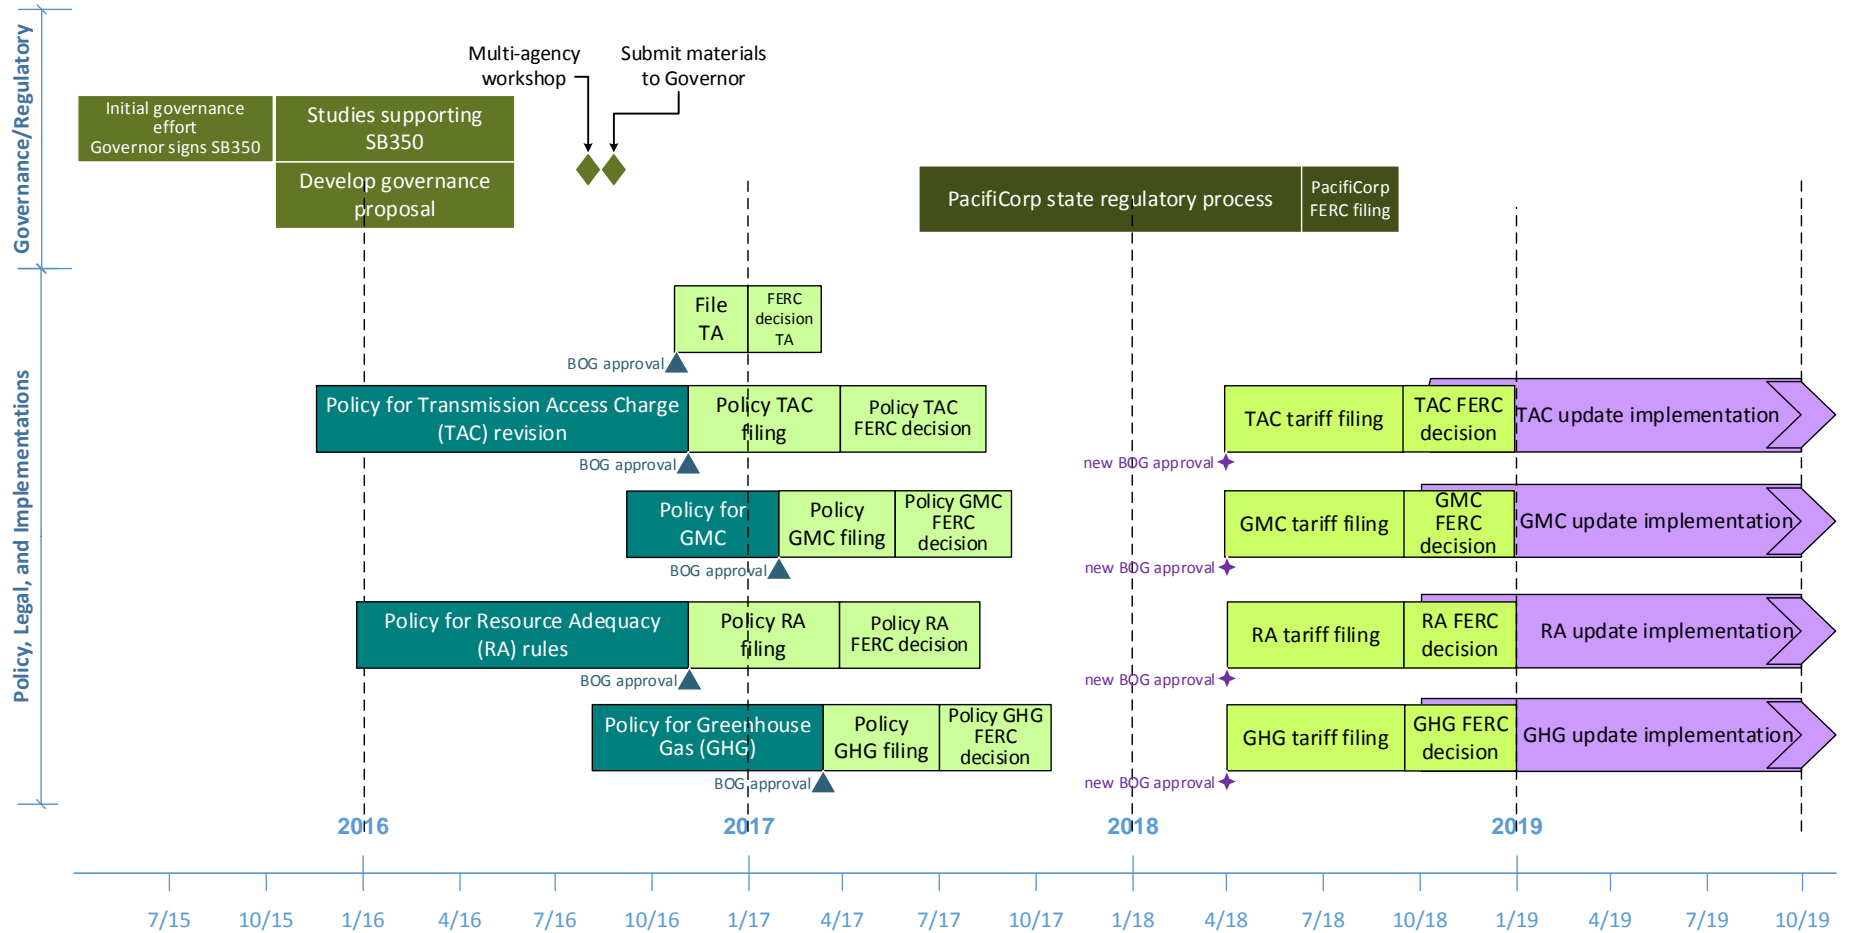 Governance/Regulatory
Multi-agency
workshop
Submit materials
to Governor
Initial governance
effort
Governor signs SB350
Studies supporting
SB350
Develop governance
proposal
PacifiCorp state regulatory process
PacifiCorp
FERC filing
Policy, Legal, and Implementations
File
TA
FERC
decision
TA
BOG approval
Policy for Transmission Access Charge
(TAC) revision
Policy TAC
filing
Policy TAC
FERC decision
TAC tariff filing
TAC FERC
decision
TAC update implementation
BOG approval
new BOG approval
Policy for
GMC
Policy
GMC filing
Policy GMC
FERC
decision
GMC tariff filing
GMC
FERC
decision
GMC update implementation
BOG approval
new BOG approval
Policy for Resource Adequacy
(RA) rules
Policy RA
filing
Policy RA
FERC decision
RA tariff filing
RA FERC
decision
RA update implementation
BOG approval
new BOG approval
Policy for Greenhouse
Gas (GHG)
Policy
GHG filing
Policy GHG
FERC
decision
GHG tariff filing
GHG FERC
decision
GHG update implementation
BOG approval
new BOG approval
2016
2017
2018
2019
7/15
10/15
1/16
4/16
7/16
10/16
1/17
4/17
7/17
10/17
1/18
4/18
7/18
10/18
1/19
4/19
7/19
10/19